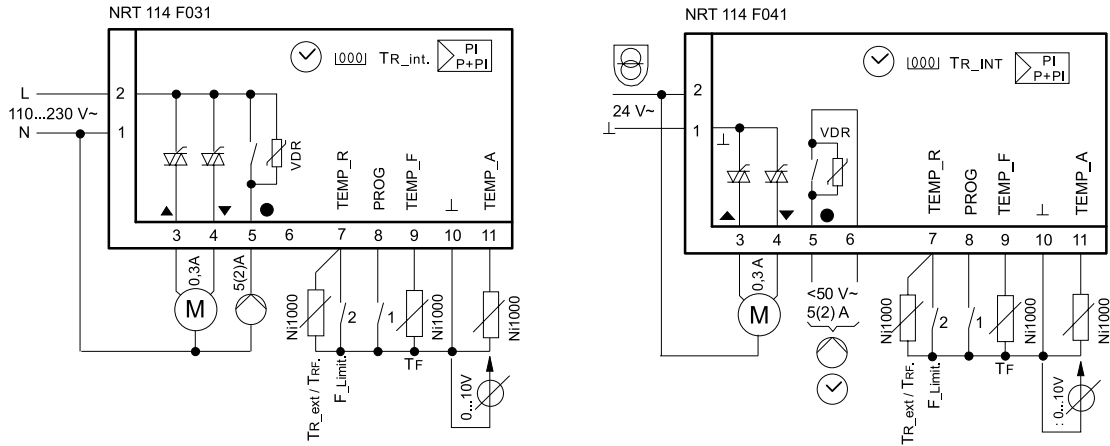 NRT 114 F031
000 TR_int. PI
P+PI
L 2
110...230 V~
N 1
VDR
TEMP_R
PROG
TEMP_F
⊥
TEMP_A
3 4 5 6 7 8 9 10 11
0,3A
5(2)A
M
Ni1000
2
1
Ni1000
Ni1000
TF
TR_ext / TRF.
F_Limit.
0...10V
NRT 114 F041
000 TR_INT PI
P+PI
2
24 V~
⊥ 1
⊥
VDR
TEMP_R
PROG
TEMP_F
⊥
TEMP_A
3 4 5 6 7 8 9 10 11
0,3 A
M
<50 V~
5(2) A
Ni1000
2
1
Ni1000
Ni1000
TF
TR_ext / TRF.
F_Limit.
: 0...10V